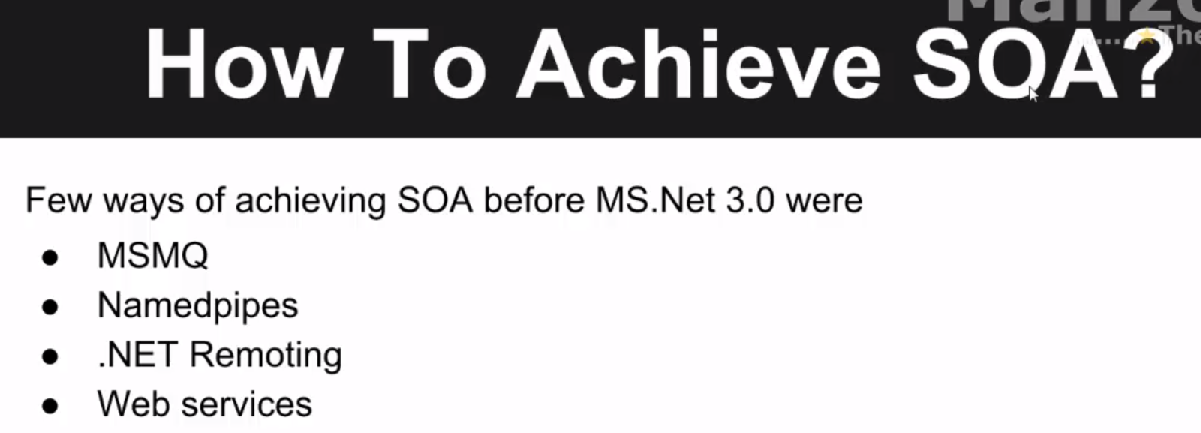 How To Achieve SOA?
Few ways of achieving SOA before MS.Net 3.0 were
● MSMQ
● Namedpipes
● .NET Remoting
● Web services